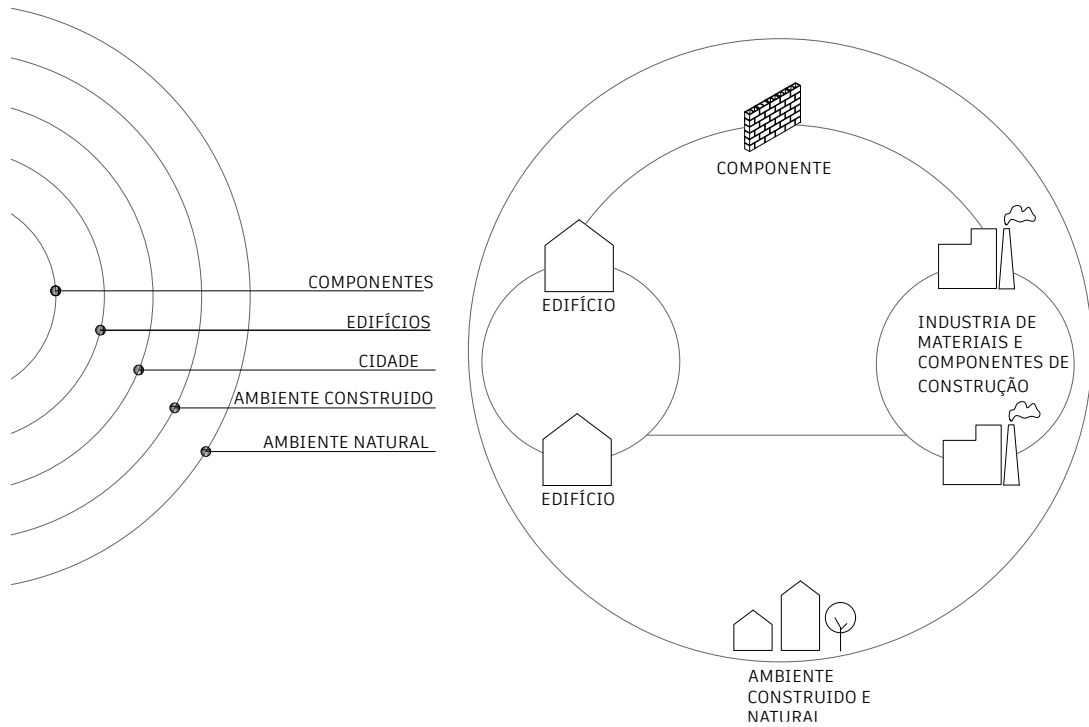 COMPONENTES
EDIFÍCIOS
CIDADE
AMBIENTE CONSTRUIDO
AMBIENTE NATURAL
COMPONENTE
EDIFÍCIO
INDUSTRIA DE
MATERIAIS E
COMPONENTES DE
CONSTRUÇÃO
EDIFÍCIO
AMBIENTE
CONSTRUIDO E
NATURAL